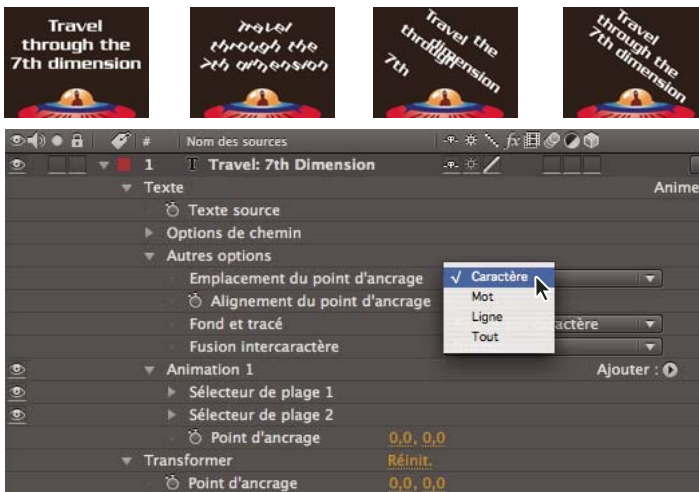 Travel
through the
7th dimension
Travel
through the
7th dimension
Travel the
through
dimension
7th
Travel
through the
7th dimension
# Nom des sources
1 T Travel: 7th Dimension
Texte Anime
Texte source
Options de chemin
Autres options
Emplacement du point d'ancrage √ Caractère
Mot
Alignement du point d'ancrage
Ligne
Fond et tracé actère
Tout
Fusion intercaractère
Animation 1 Ajouter :
Sélecteur de plage 1
Sélecteur de plage 2
Point d'ancrage 0,0, 0,0
Transformer Réinit.
Point d'ancrage 0,0, 0,0